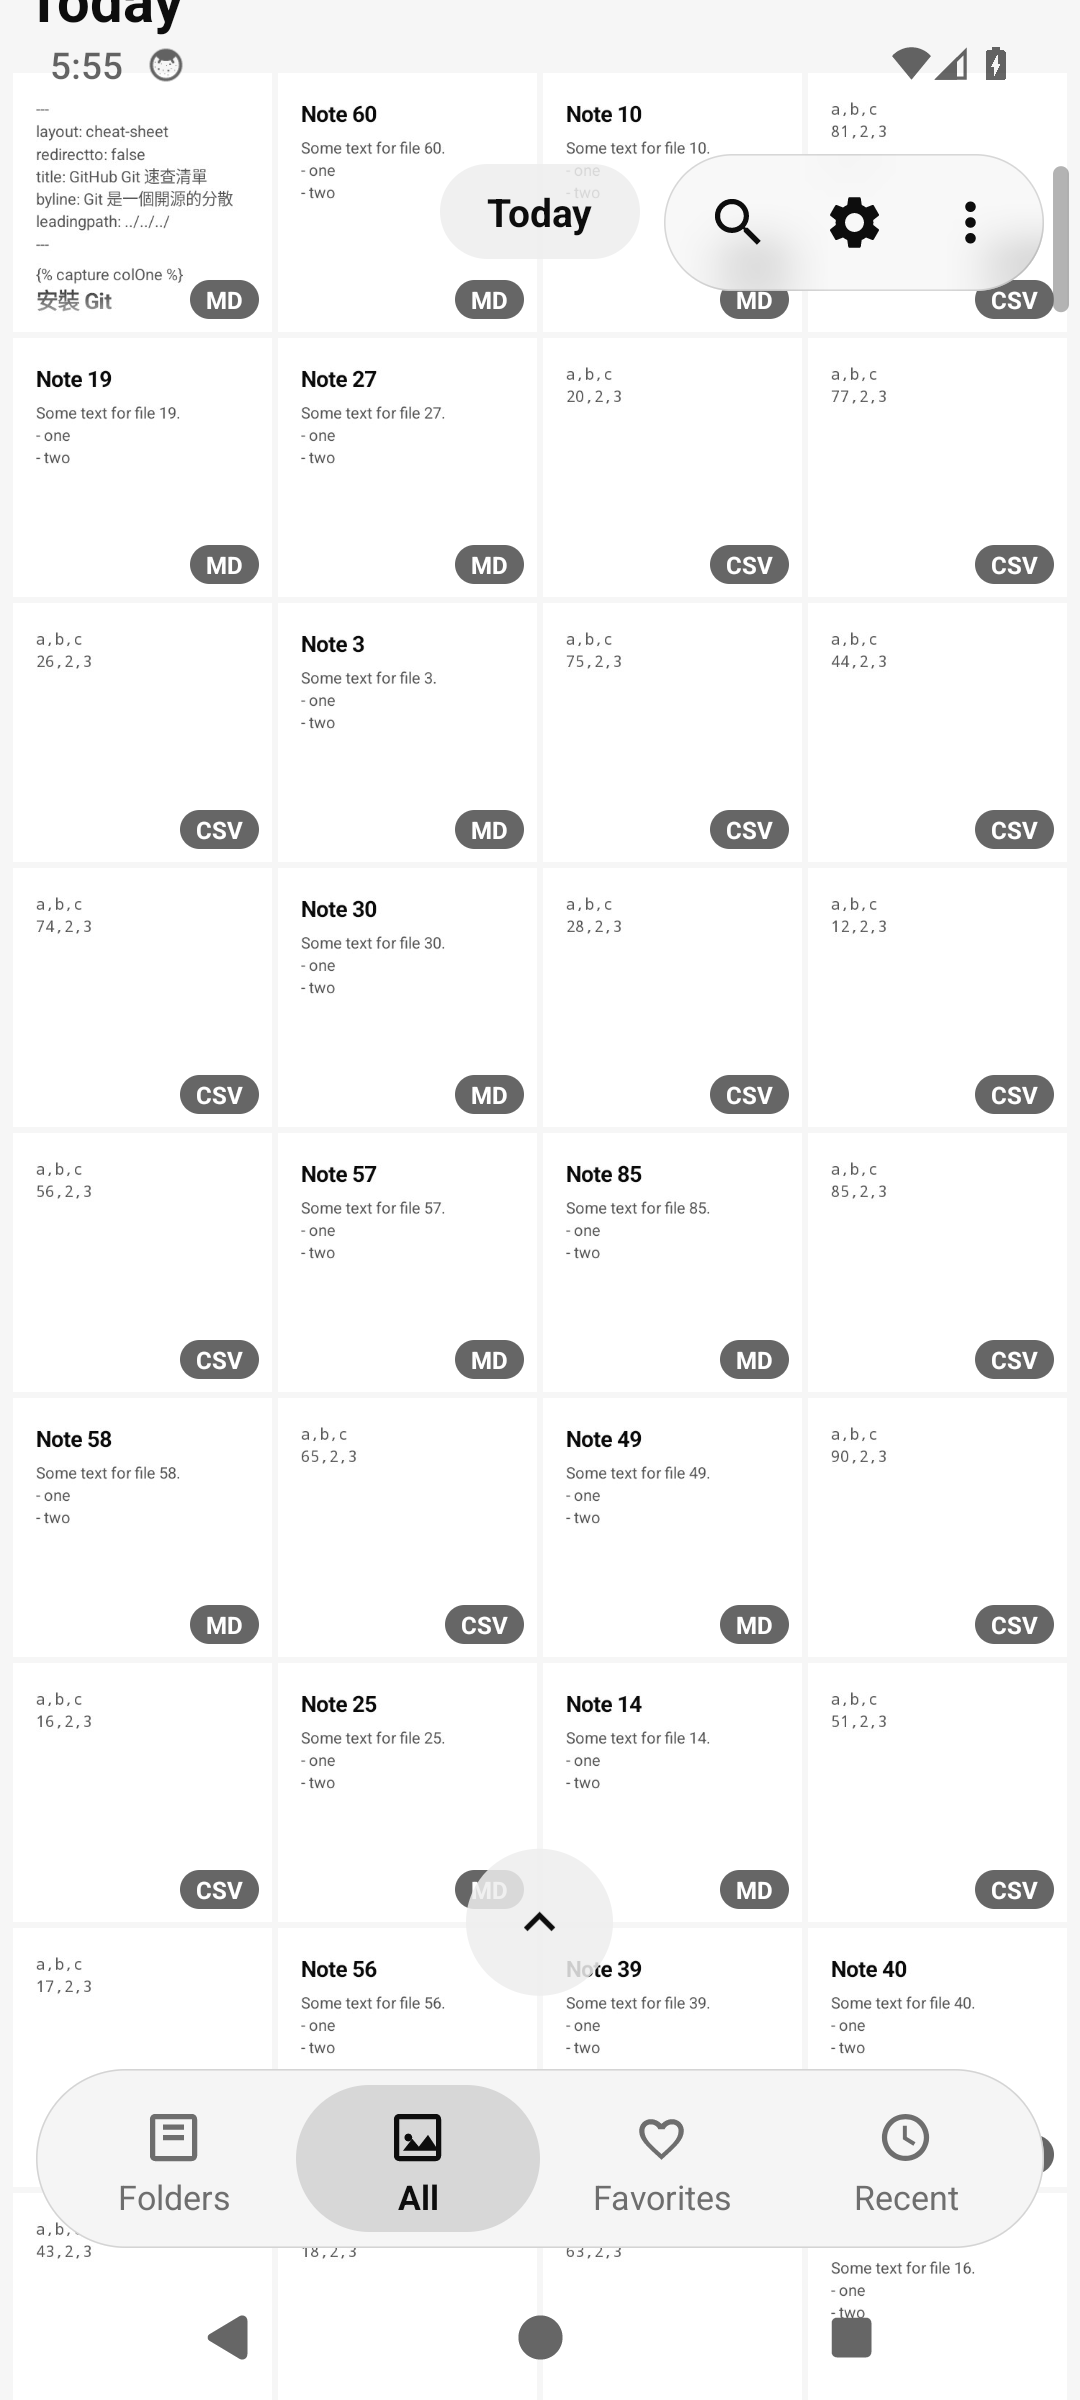 Today
5:55
---
layout: cheat-sheet
redirectto: false
title: GitHub Git 速查清單
byline: Git 是一個開源的分散
leadingpath: ../../../
---
{% capture colOne %}
安裝 Git
MD
Note 60
Some text for file 60.
- one
- two
MD
Note 10
Some text for file 10.
- one
- two
MD
a,b,c
81,2,3
CSV
Today
Note 19
Some text for file 19.
- one
- two
MD
Note 27
Some text for file 27.
- one
- two
MD
a,b,c
20,2,3
CSV
a,b,c
77,2,3
CSV
a,b,c
26,2,3
CSV
Note 3
Some text for file 3.
- one
- two
MD
a,b,c
75,2,3
CSV
a,b,c
44,2,3
CSV
a,b,c
74,2,3
CSV
Note 30
Some text for file 30.
- one
- two
MD
a,b,c
28,2,3
CSV
a,b,c
12,2,3
CSV
a,b,c
56,2,3
CSV
Note 57
Some text for file 57.
- one
- two
MD
Note 85
Some text for file 85.
- one
- two
MD
a,b,c
85,2,3
CSV
Note 58
Some text for file 58.
- one
- two
MD
a,b,c
65,2,3
CSV
Note 49
Some text for file 49.
- one
- two
MD
a,b,c
90,2,3
CSV
a,b,c
16,2,3
CSV
Note 25
Some text for file 25.
- one
- two
MD
Note 14
Some text for file 14.
- one
- two
MD
a,b,c
51,2,3
CSV
a,b,c
17,2,3
Note 56
Some text for file 56.
- one
- two
Note 39
Some text for file 39.
- one
- two
Note 40
Some text for file 40.
- one
- two
Folders
All
Favorites
Recent
a,b,
43,2,3
18,2,3
63,2,3
Some text for file 16.
- one
- two